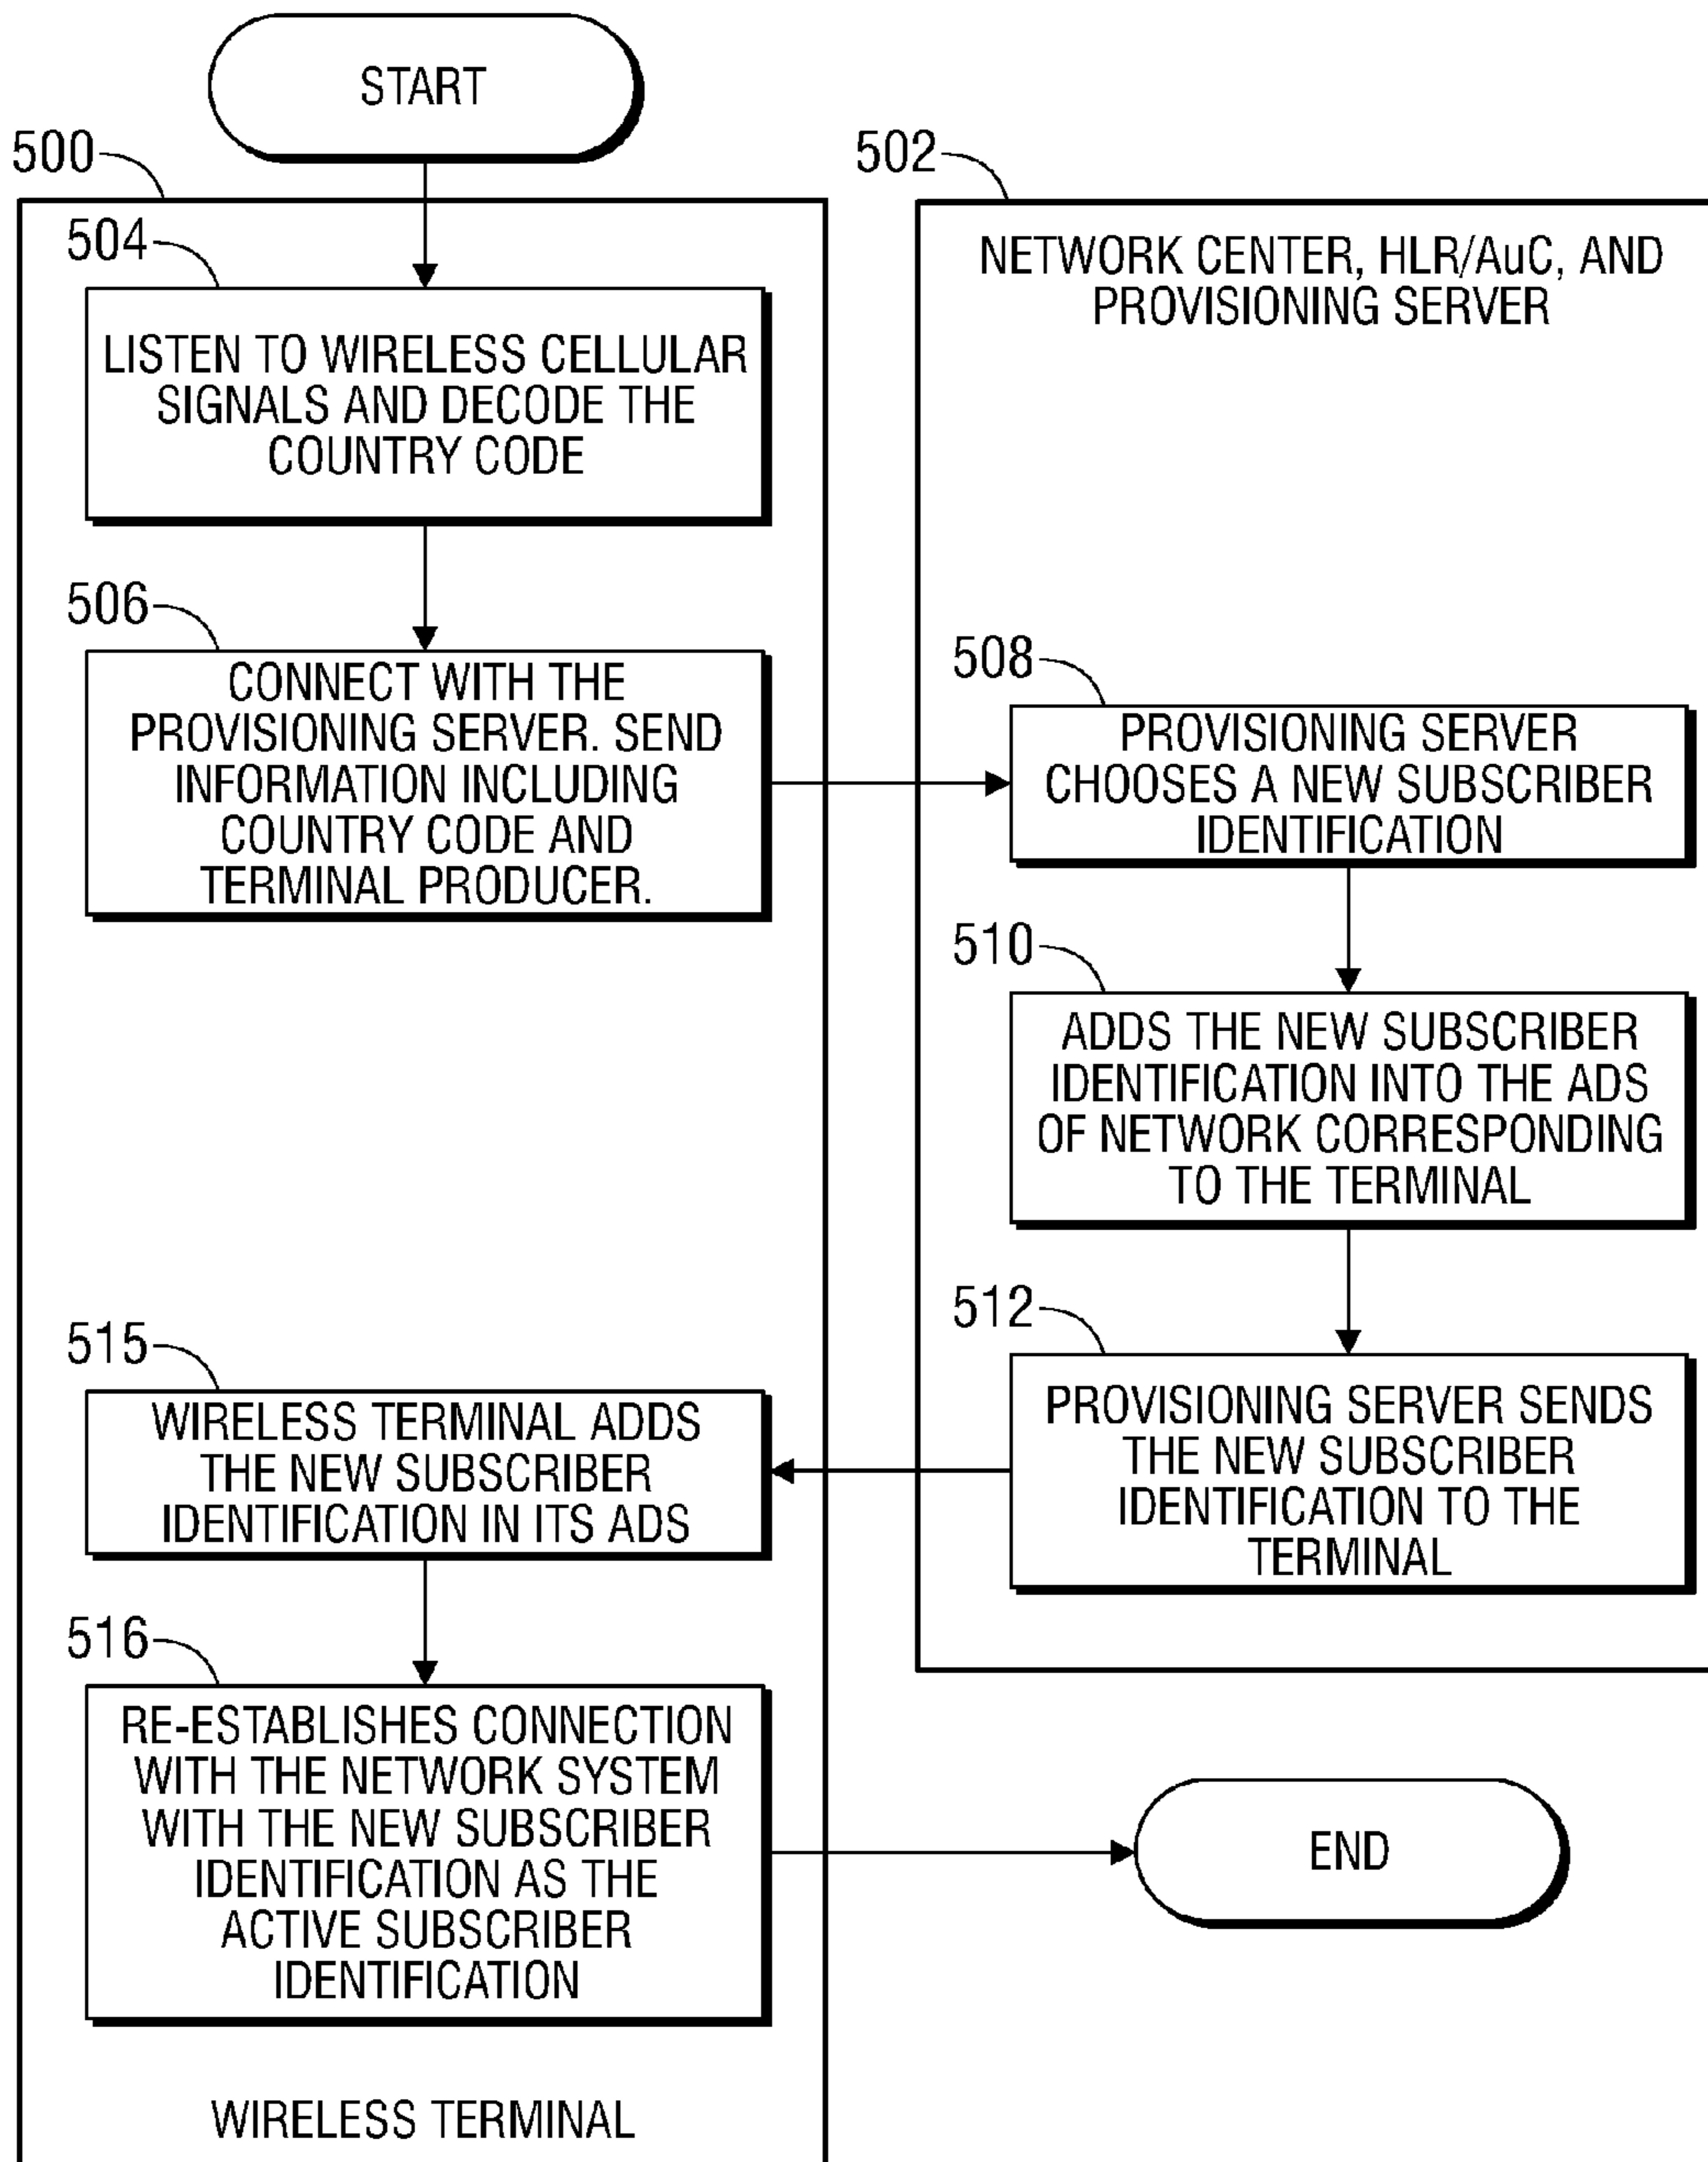 START
500
502
504
NETWORK CENTER, HLR/AuC, AND
PROVISIONING SERVER
LISTEN TO WIRELESS CELLULAR
SIGNALS AND DECODE THE
COUNTRY CODE
506
CONNECT WITH THE
PROVISIONING SERVER. SEND
INFORMATION INCLUDING
COUNTRY CODE AND
TERMINAL PRODUCER.
508
PROVISIONING SERVER
CHOOSES A NEW SUBSCRIBER
IDENTIFICATION
510
ADDS THE NEW SUBSCRIBER
IDENTIFICATION INTO THE ADS
OF NETWORK CORRESPONDING
TO THE TERMINAL
512
PROVISIONING SERVER SENDS
THE NEW SUBSCRIBER
IDENTIFICATION TO THE
TERMINAL
515
WIRELESS TERMINAL ADDS
THE NEW SUBSCRIBER
IDENTIFICATION IN ITS ADS
516
RE-ESTABLISHES CONNECTION
WITH THE NETWORK SYSTEM
WITH THE NEW SUBSCRIBER
IDENTIFICATION AS THE
ACTIVE SUBSCRIBER
IDENTIFICATION
END
WIRELESS TERMINAL